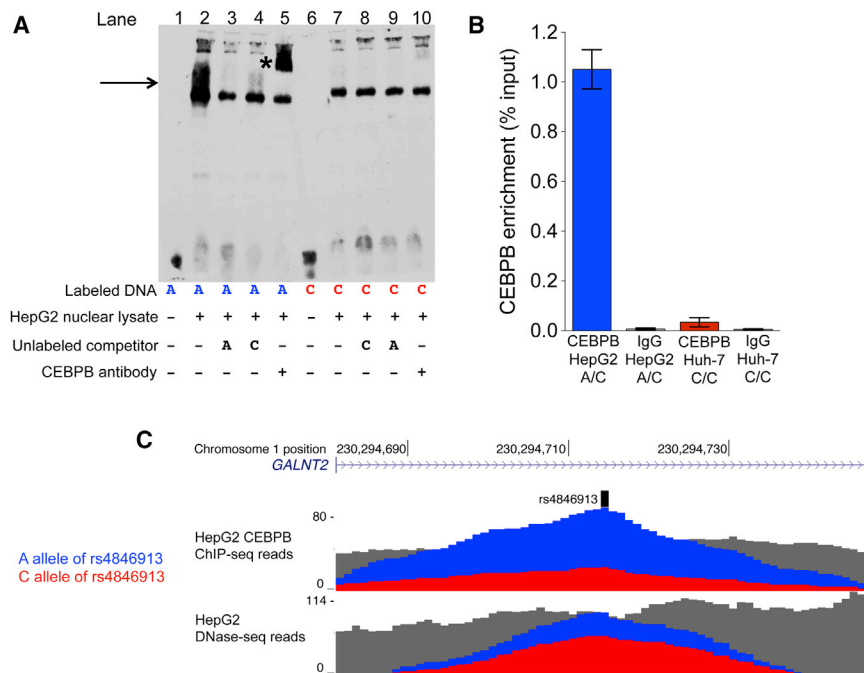 A
Lane 1 2 3 4 5 6 7 8 9 10
*
Labeled DNA A A A A A C C C C C
HepG2 nuclear lysate – + + + + – + + + +
Unlabeled competitor – – A C – – – C A –
CEBPB antibody – – – – + – – – – +
B
CEBPB enrichment (% input)
1.2
1.0
0.8
0.6
0.4
0.2
0.0
CEBPB IgG CEBPB IgG
HepG2 HepG2 Huh-7 Huh-7
A/C A/C C/C C/C
C
Chromosome 1 position 230,294,690 230,294,710 230,294,730
GALNT2
rs4846913
80 -
HepG2 CEBPB
ChIP-seq reads
0 -
A allele of rs4846913
C allele of rs4846913
114 -
HepG2
DNase-seq reads
0 -